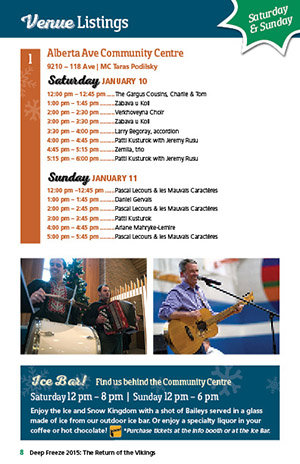 Venue Listings
Saturday
& Sunday
1
Alberta Ave Community Centre
9210 – 118 Ave | MC Taras Podilsky
Saturday JANUARY 10
12:00 pm –12:45 pm .....The Gargus Cousins, Charlie & Tom
1:00 pm – 1:45 pm ........Zabava u Koli
2:00 pm – 2:30 pm ........Verkhovyna Choir
2:30 pm – 3:30 pm ........Zabava u Koli
3:30 pm – 4:00 pm ........Larry Begoray, accordion
4:00 pm – 4:45 pm ........Patti Kusturok with Jeremy Rusu
4:45 pm – 5:15 pm ........Zemlia, trio
5:15 pm – 6:00 pm ........Patti Kusturok with Jeremy Rusu
Sunday JANUARY 11
12:00 pm –12:45 pm ......Pascal Lecours & les Mauvais Caractères
1:00 pm – 1:45 pm ........Daniel Gervais
2:00 pm – 2:45 pm ........Pascal Lecours & les Mauvais Caractères
3:00 pm – 3:45 pm ........Patti Kusturok
4:00 pm – 4:45 pm ........Ariane Mahrÿke-Lemire
5:00 pm – 5:45 pm ........Pascal Lecours & les Mauvais Caractères
Ice Bar! Find us behind the Community Centre
Saturday 12 pm – 8 pm | Sunday 12 pm – 6 pm
Enjoy the Ice and Snow Kingdom with a shot of Baileys served in a glass
made of ice from our outdoor ice bar. Or enjoy a specialty liquor in your
coffee or hot chocolate! *Purchase tickets at the info booth or at the Ice Bar.
8 Deep Freeze 2015: The Return of the Vikings